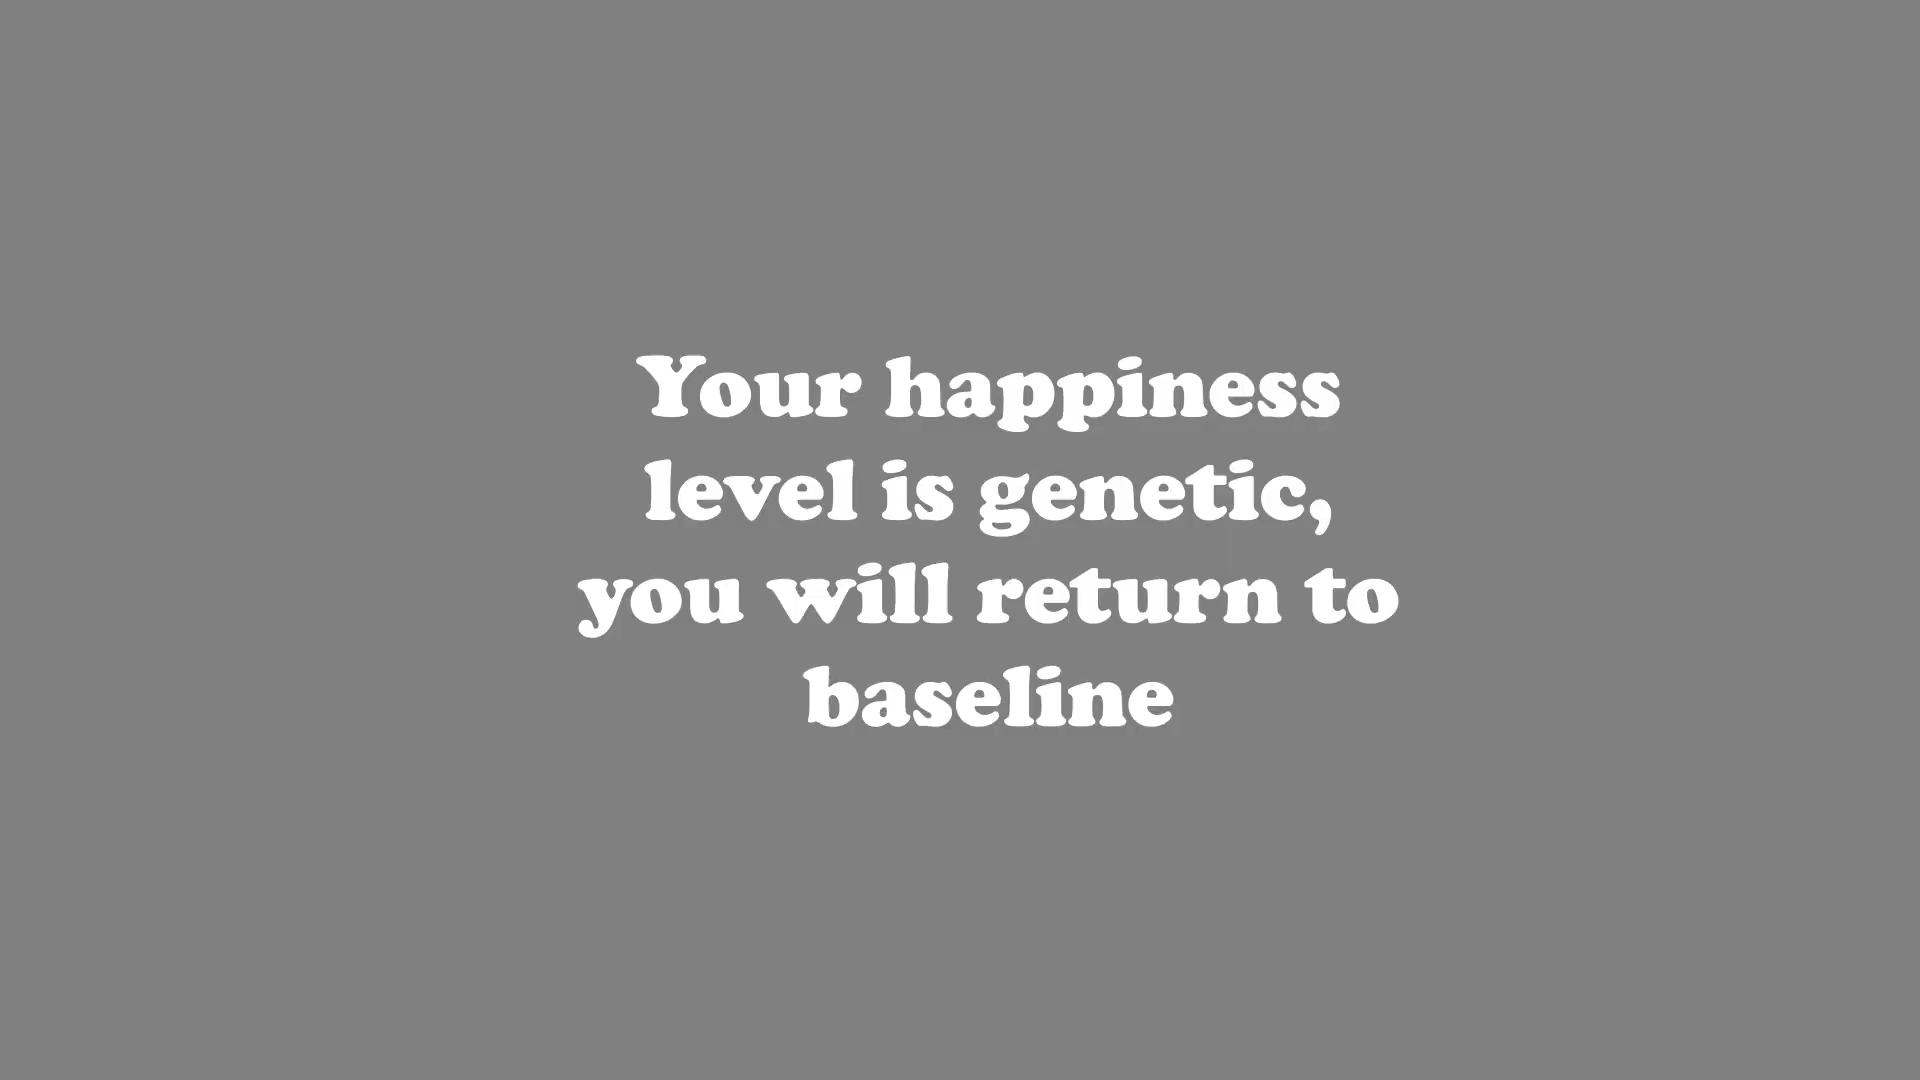 Your happiness
level is genetic,
you will return to
baseline